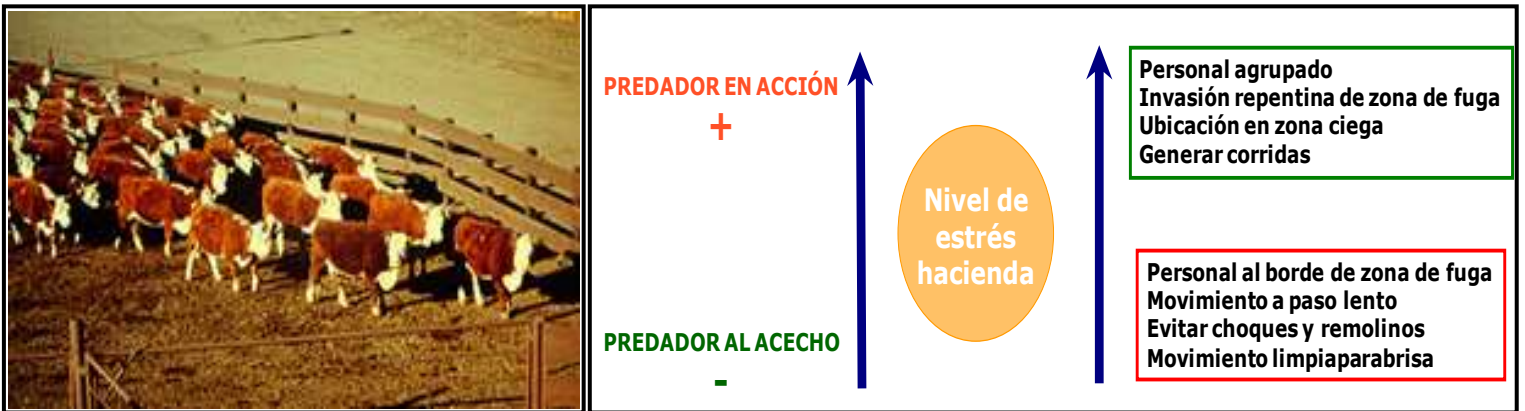 PREDADOR EN ACCIÓN
+
PREDADOR AL ACECHO
-
Nivel de
estrés
hacienda
Personal agrupado
Invasión repentina de zona de fuga
Ubicación en zona ciega
Generar corridas
Personal al borde de zona de fuga
Movimiento a paso lento
Evitar choques y remolinos
Movimiento limpiaparabrisa